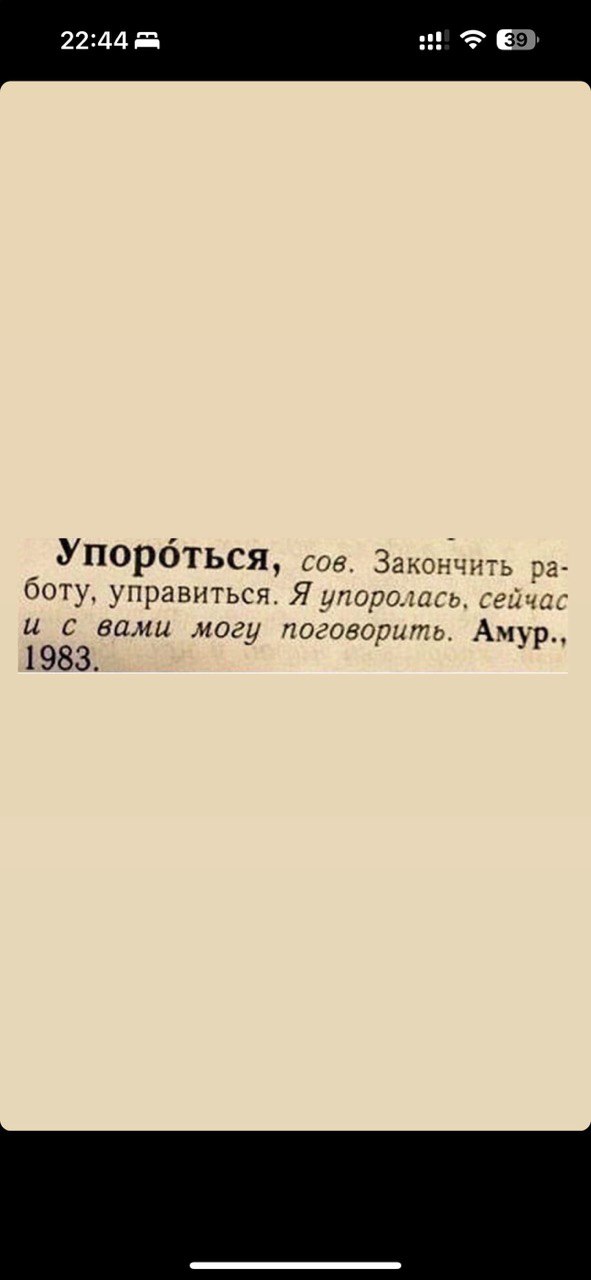 22:44
39
Упоро́ться, сов. Закончить ра-
боту, управиться. Я упоролась, сейчас
и с вами могу поговорить. Амур.,
1983.